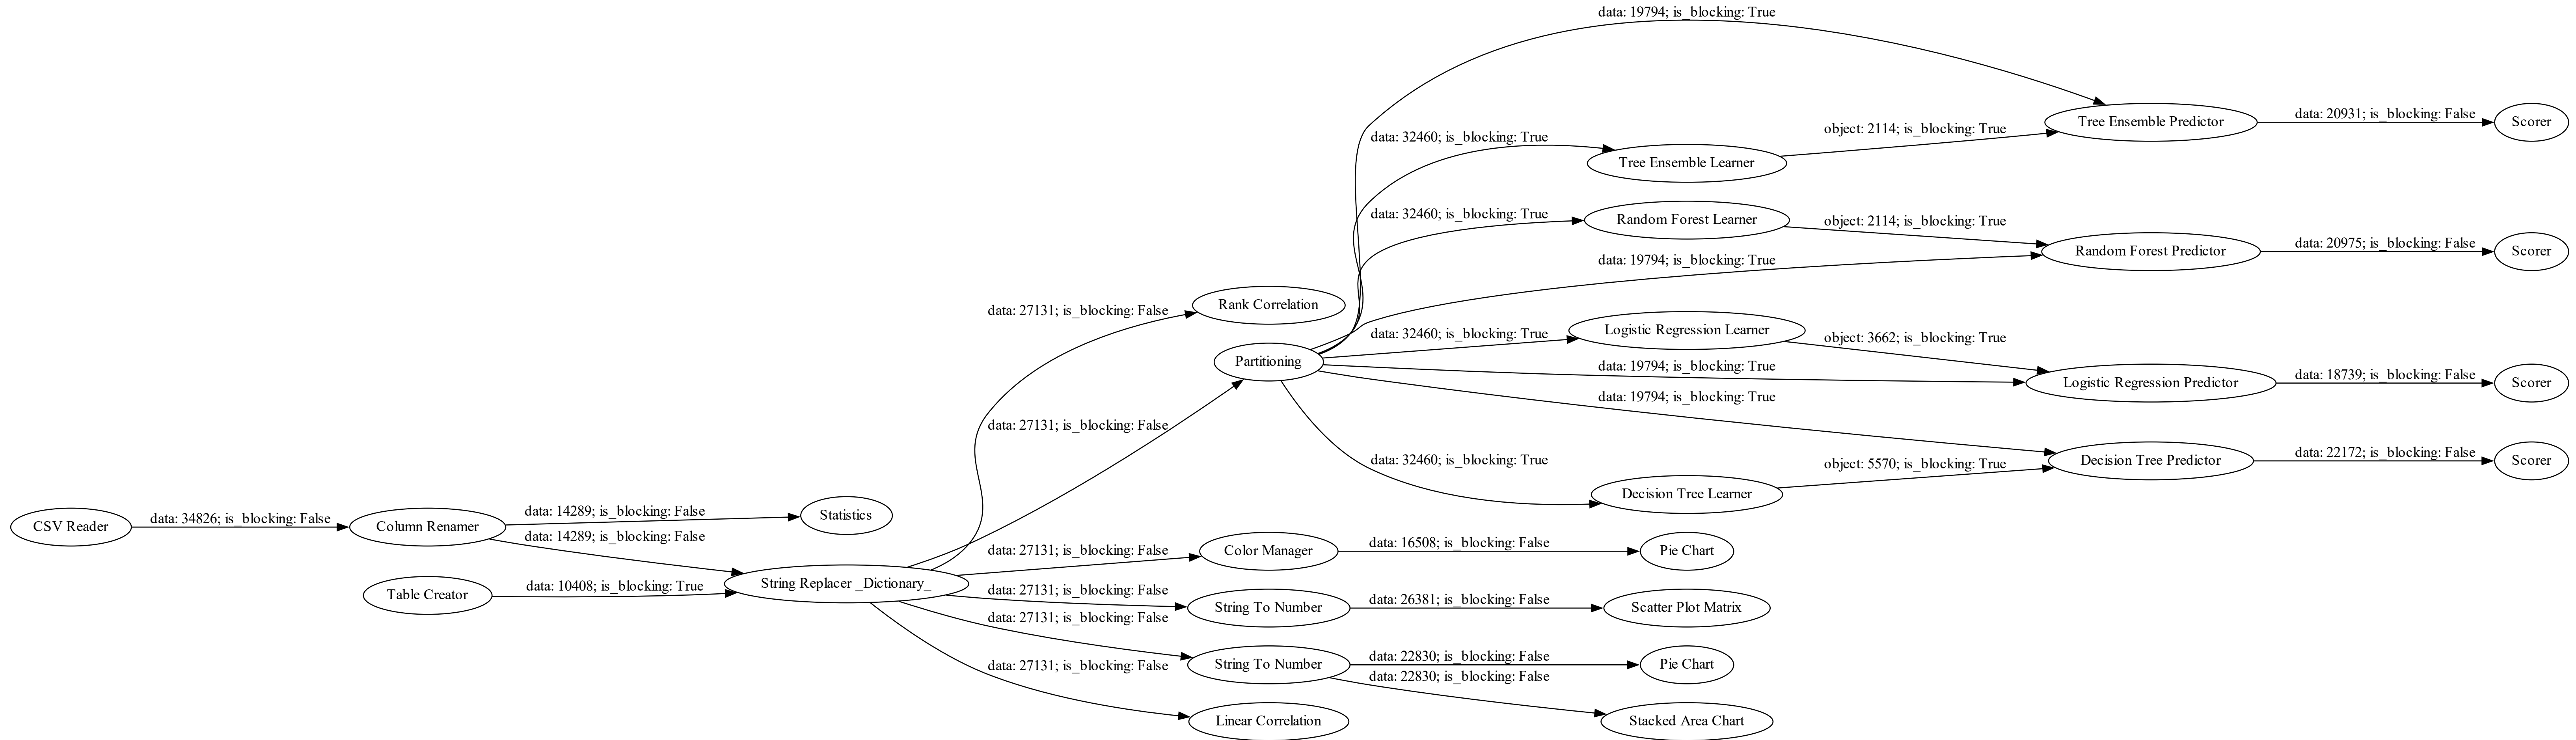 data: 19794; is_blocking: True
Tree Ensemble Predictor
data: 20931; is_blocking: False
Scorer
data: 32460; is_blocking: True
Tree Ensemble Learner
object: 2114; is_blocking: True
data: 32460; is_blocking: True
Random Forest Learner
object: 2114; is_blocking: True
Random Forest Predictor
data: 20975; is_blocking: False
Scorer
data: 19794; is_blocking: True
data: 27131; is_blocking: False
Rank Correlation
Partitioning
data: 32460; is_blocking: True
Logistic Regression Learner
object: 3662; is_blocking: True
data: 19794; is_blocking: True
Logistic Regression Predictor
data: 18739; is_blocking: False
Scorer
data: 19794; is_blocking: True
data: 27131; is_blocking: False
data: 32460; is_blocking: True
Decision Tree Learner
object: 5570; is_blocking: True
Decision Tree Predictor
data: 22172; is_blocking: False
Scorer
CSV Reader
data: 34826; is_blocking: False
Column Renamer
data: 14289; is_blocking: False
Statistics
data: 14289; is_blocking: False
Table Creator
data: 10408; is_blocking: True
String Replacer _Dictionary_
data: 27131; is_blocking: False
Color Manager
data: 16508; is_blocking: False
Pie Chart
data: 27131; is_blocking: False
String To Number
data: 26381; is_blocking: False
Scatter Plot Matrix
data: 27131; is_blocking: False
String To Number
data: 22830; is_blocking: False
Pie Chart
data: 22830; is_blocking: False
Stacked Area Chart
data: 27131; is_blocking: False
Linear Correlation